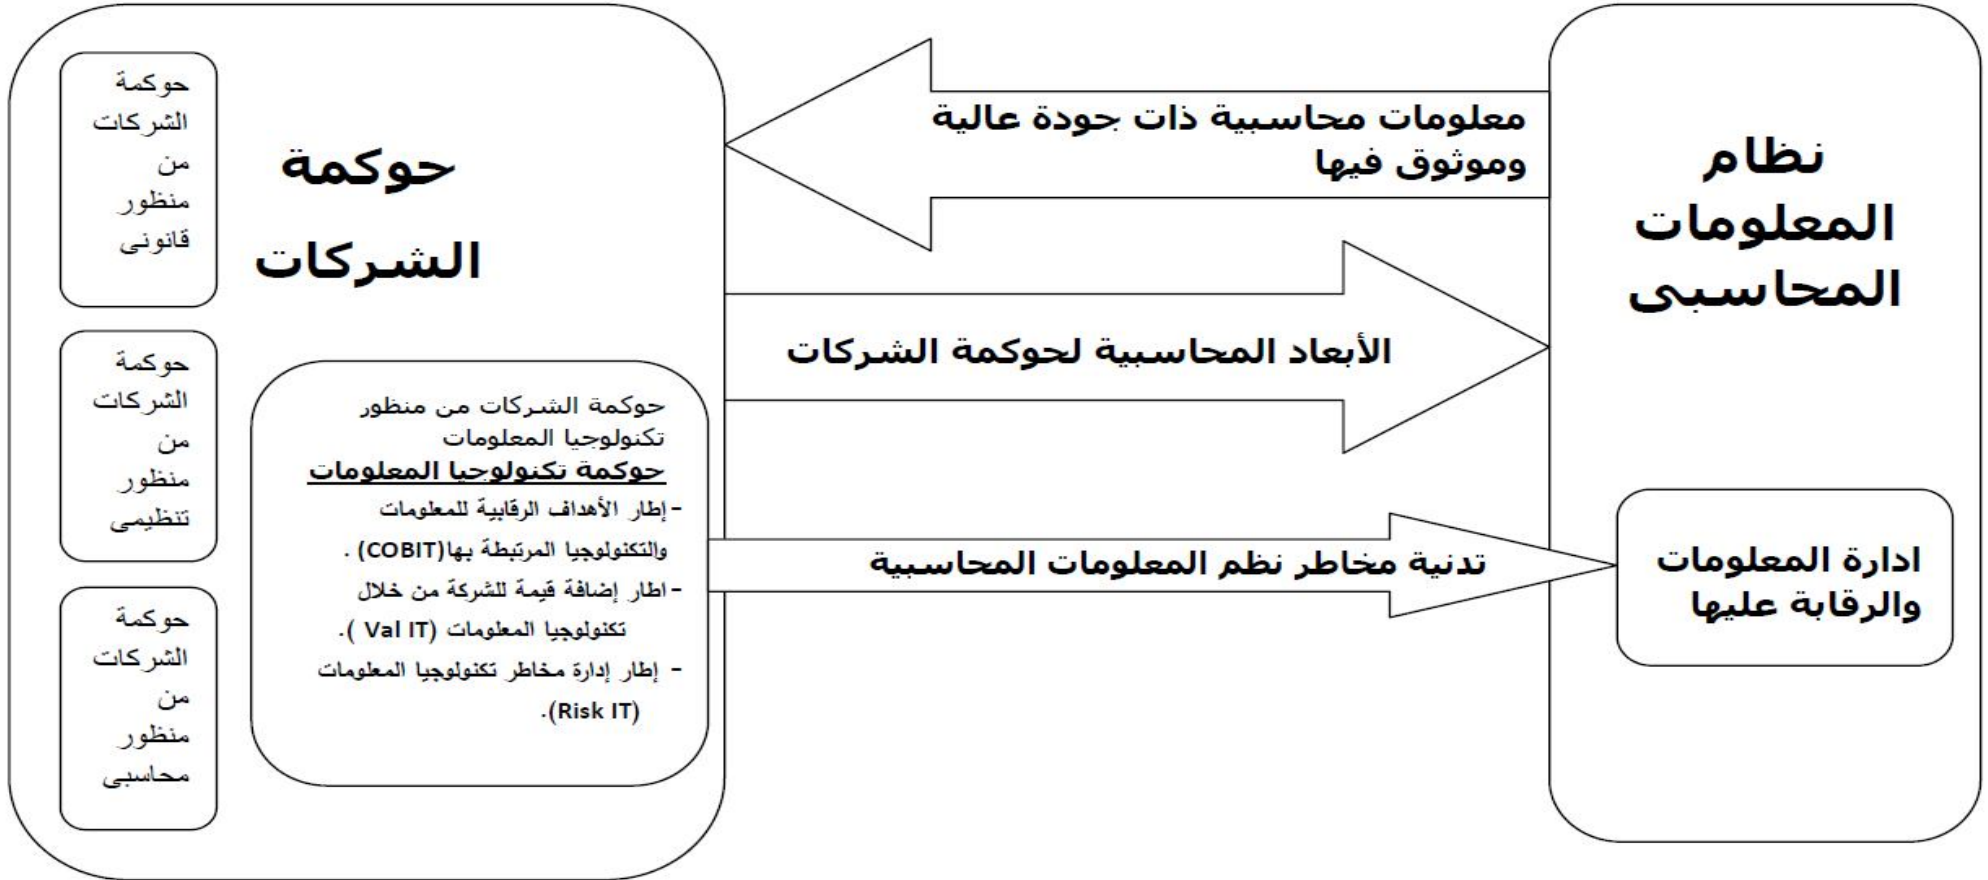 نظام
المعلومات
المحاسبى
ادارة المعلومات
والرقابة عليها
معلومات محاسبية ذات جودة عالية
وموثوق فيها
الأبعاد المحاسبية لحوكمة الشركات
تدنية مخاطر نظم المعلومات المحاسبية
حوكمة
الشركات
حوكمة الشركات من منظور
تكنولوجيا المعلومات
حوكمة تكنولوجيا المعلومات
- إطار الأهداف الرقابية للمعلومات
والتكنولوجيا المرتبطة بها(COBIT) .
- اطار إضافة قيمة للشركة من خلال
تكنولوجيا المعلومات (Val IT ).
- إطار إدارة مخاطر تكنولوجيا المعلومات
(Risk IT).
حوكمة
الشركات
من
منظور
قانونى
حوكمة
الشركات
من
منظور
تنظيمى
حوكمة
الشركات
من
منظور
محاسبى